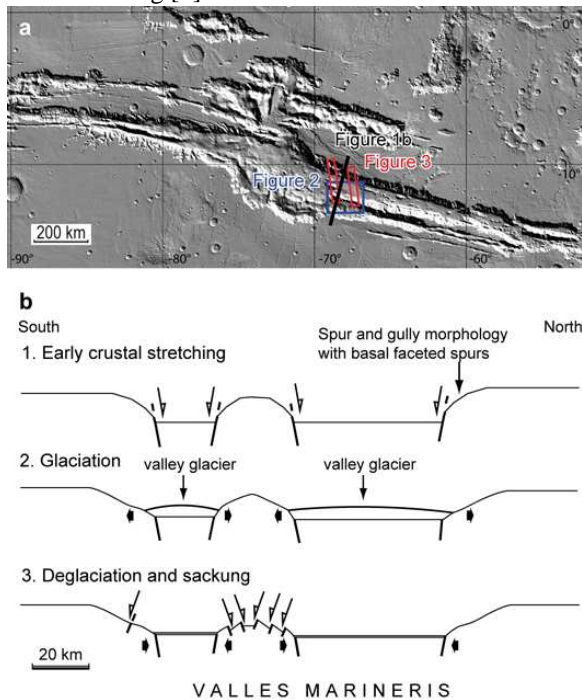 a
0°
Figure 1b
Figure 3
-10°
Figure 2
200 km
-90°
-80°
-70°
-60°
b
South
North
Spur and gully morphology
with basal faceted spurs
1. Early crustal stretching
2. Glaciation
valley glacier
valley glacier
3. Deglaciation and sackung
20 km
VALLES MARINERIS